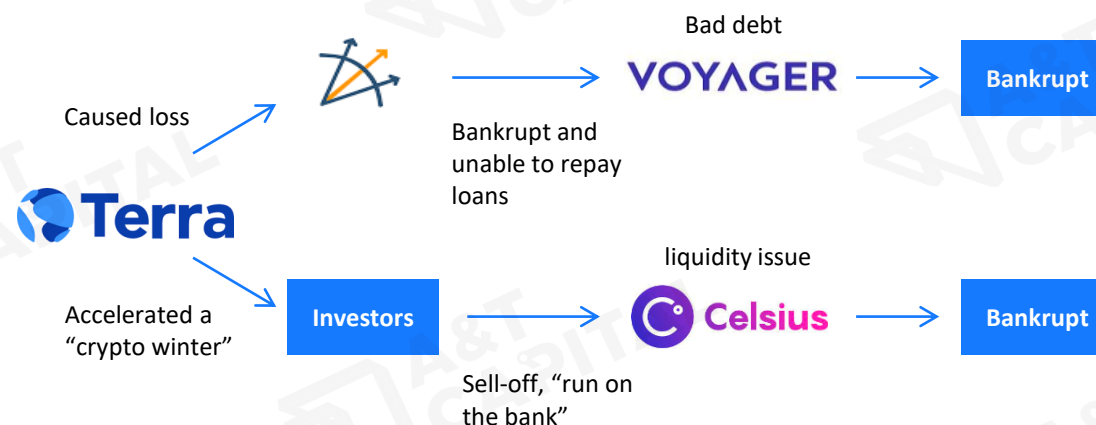 Bad debt
VOYAGER
Bankrupt
Caused loss
Bankrupt and
unable to repay
loans
Terra
liquidity issue
Accelerated a
“crypto winter”
Investors
Celsius
Bankrupt
Sell-off, “run on
the bank”
A&T
CAPITAL